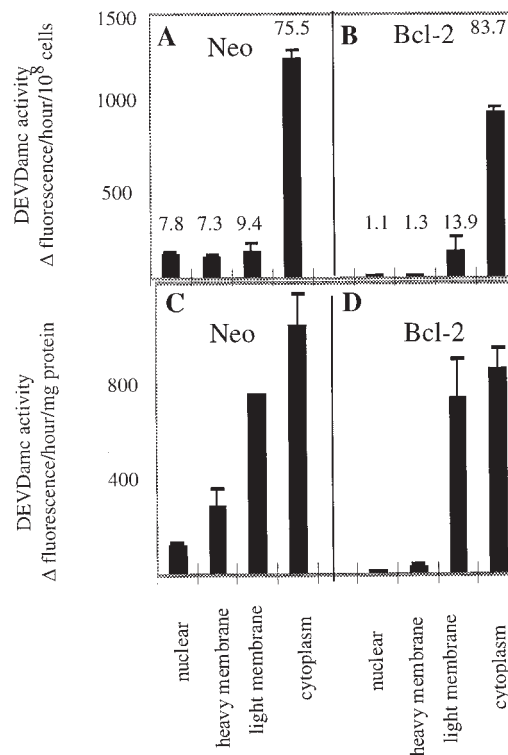 1500
1000
500
DEVDamc activity
Δ fluorescence/hour/10⁸ cells
A
Neo
75.5
7.8
7.3
9.4
B
Bcl-2
83.7
1.1
1.3
13.9
800
400
DEVDamc activity
Δ fluorescence/hour/mg protein
C
Neo
D
Bcl-2
nuclear
heavy membrane
light membrane
cytoplasm
nuclear
heavy membrane
light membrane
cytoplasm